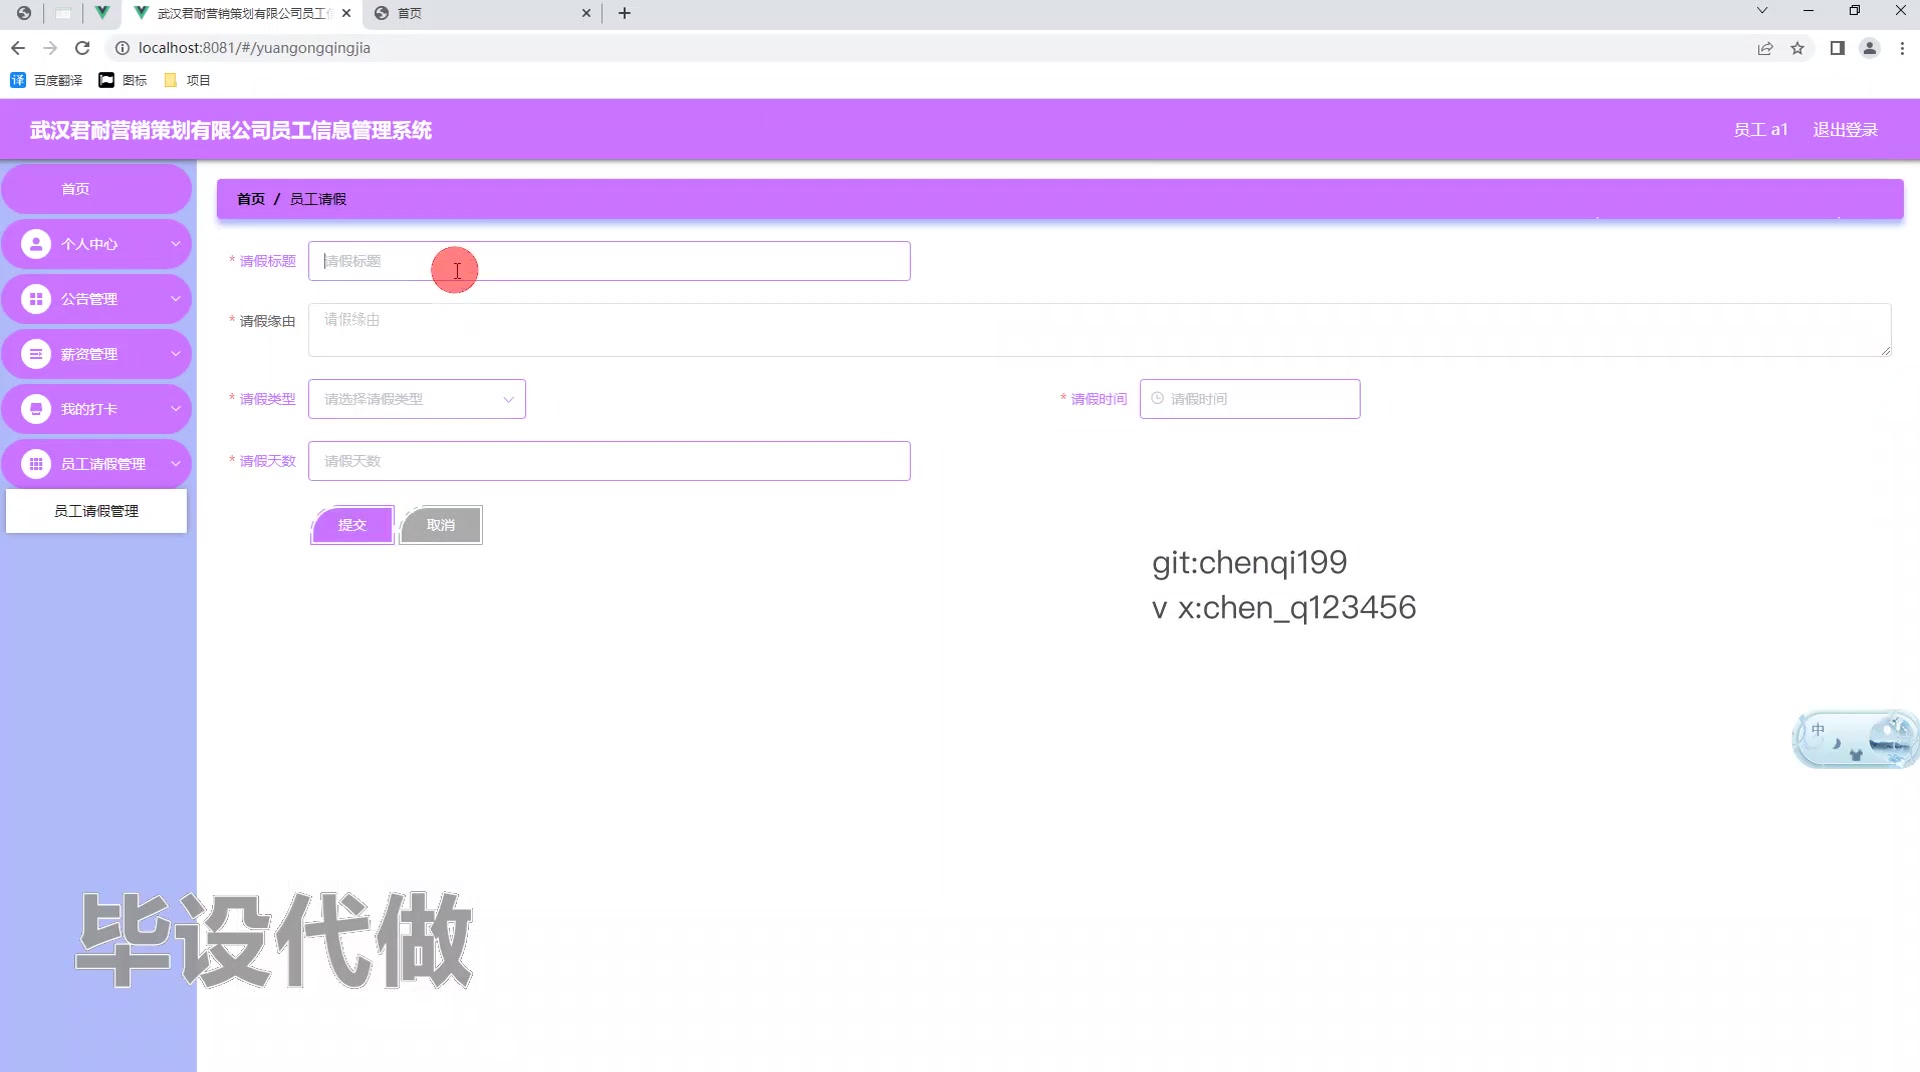 武汉君耐营销策划有限公司员工信
首页
localhost:8081/#/yuangongqingjia
译 百度翻译 图标 项目
武汉君耐营销策划有限公司员工信息管理系统
员工 a1 退出登录
首页
个人中心
公告管理
薪资管理
我的打卡
员工请假管理
员工请假管理
首页 / 员工请假
* 请假标题 请假标题
* 请假缘由 请假缘由
* 请假类型 请选择请假类型
* 请假时间 请假时间
* 请假天数 请假天数
提交 取消
git:chenqi199
v x:chen_q123456
中
毕设代做